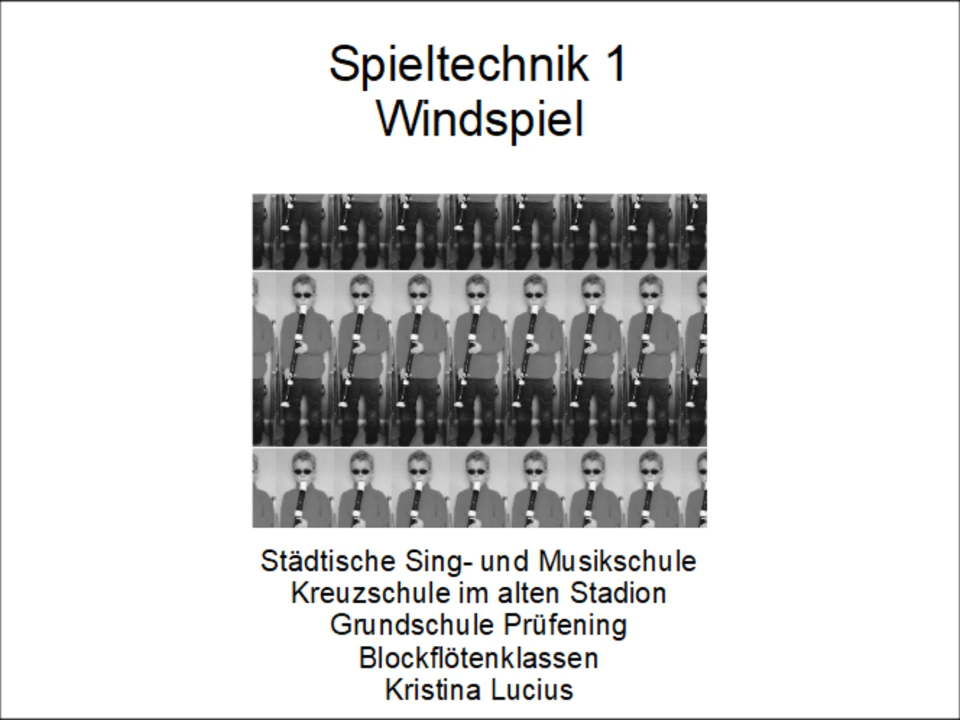 Spieltechnik 1
Windspiel
Städtische Sing- und Musikschule
Kreuzschule im alten Stadion
Grundschule Prüfening
Blockflötenklassen
Kristina Lucius